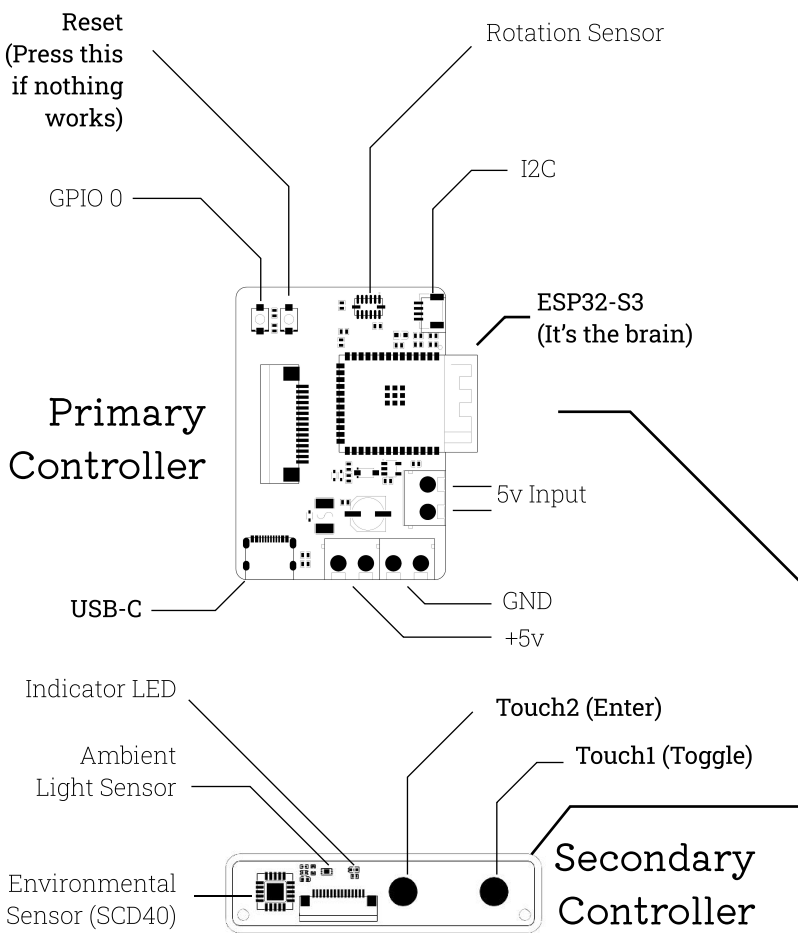 Reset
(Press this
if nothing
works)
Rotation Sensor
I2C
GPIO 0
ESP32-S3
(It's the brain)
Primary
Controller
5v Input
USB-C
GND
+5v
Indicator LED
Touch2 (Enter)
Ambient
Light Sensor
Touch1 (Toggle)
Secondary
Controller
Environmental
Sensor (SCD40)